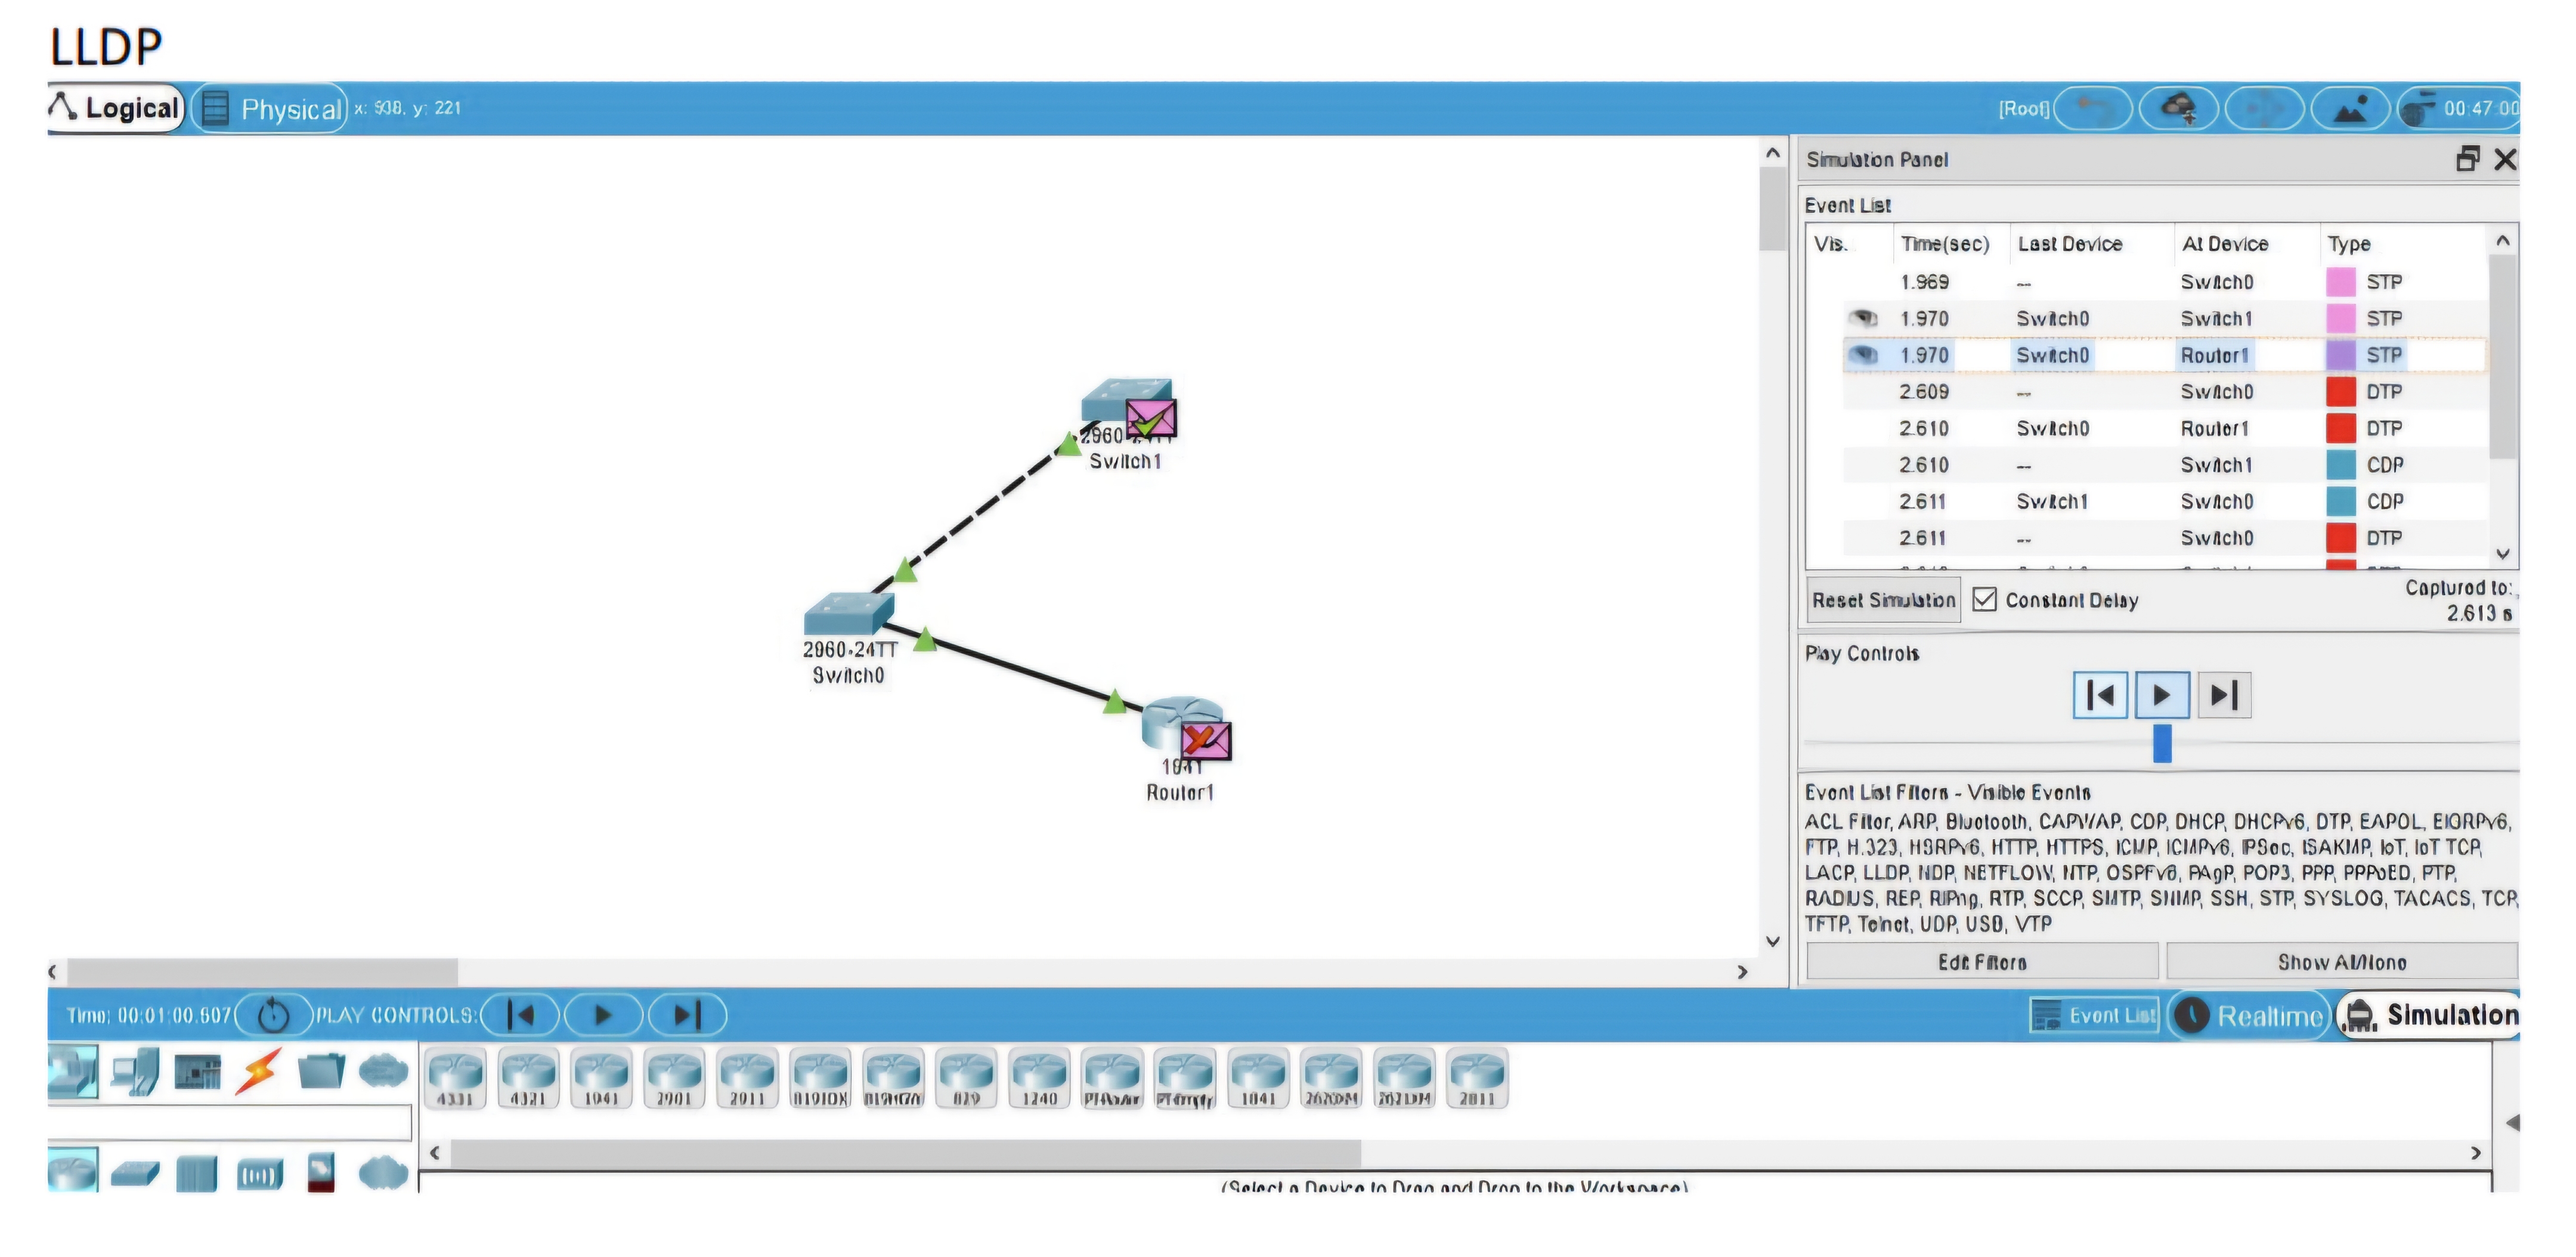 LLDP
Logical Physical x: 938, y: 221 [Root] 00:47:00
Simulation Panel
Event List
Vis. Time(sec) Last Device At Device Type
1.969 -- Switch0 STP
1.970 Switch0 Switch1 STP
1.970 Switch0 Router1 STP
2.609 -- Switch0 DTP
2.610 Switch0 Router1 DTP
2.610 -- Switch1 CDP
2.611 Switch1 Switch0 CDP
2.611 -- Switch0 DTP
Reset Simulation Constant Delay Captured to:
2.613 s
Play Controls
Event List Filters - Visible Events
ACL Filter, ARP, Bluetooth, CAPWAP, CDP, DHCP, DHCPv6, DTP, EAPOL, EIGRPv6,
FTP, H.323, HSRPv6, HTTP, HTTPS, ICMP, ICMPv6, IPSec, ISAKMP, IoT, IoT TCP,
LACP, LLDP, NDP, NETFLOW, NTP, OSPFv6, PAgP, POP3, PPP, PPPoED, PTP,
RADIUS, REP, RIPng, RTP, SCCP, SMTP, SNMP, SSH, STP, SYSLOG, TACACS, TCP,
TFTP, Telnet, UDP, USB, VTP
Edit Filters Show All/None
Switch1
2960-24TT
Switch0
1941
Router1
Time: 00:01:00.607 PLAY CONTROLS: Event List Realtime Simulation
4331 4321 1941 2901 2911 819IOX 829 1240 1841 2811
(Select a Device to Drag and Drop to the Workspace)